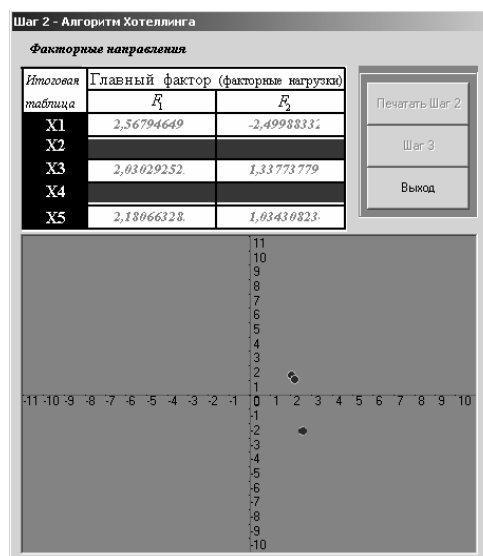 Шаг 2 - Алгоритм Хотеллинга
Факторные направления
Итоговая таблица
Главный фактор (факторные нагрузки)
F₁ F₂
X1 2,56794649 -2,49988332
X2
X3 2,03029252 1,33773779
X4
X5 2,18066328 1,03430823
Печатать Шаг 2
Шаг 3
Выход
11
10
9
8
7
6
5
4
3
2
1
-11 -10 -9 -8 -7 -6 -5 -4 -3 -2 -1 0 1 2 3 4 5 6 7 8 9 10
-1
-2
-3
-4
-5
-6
-7
-8
-9
-10